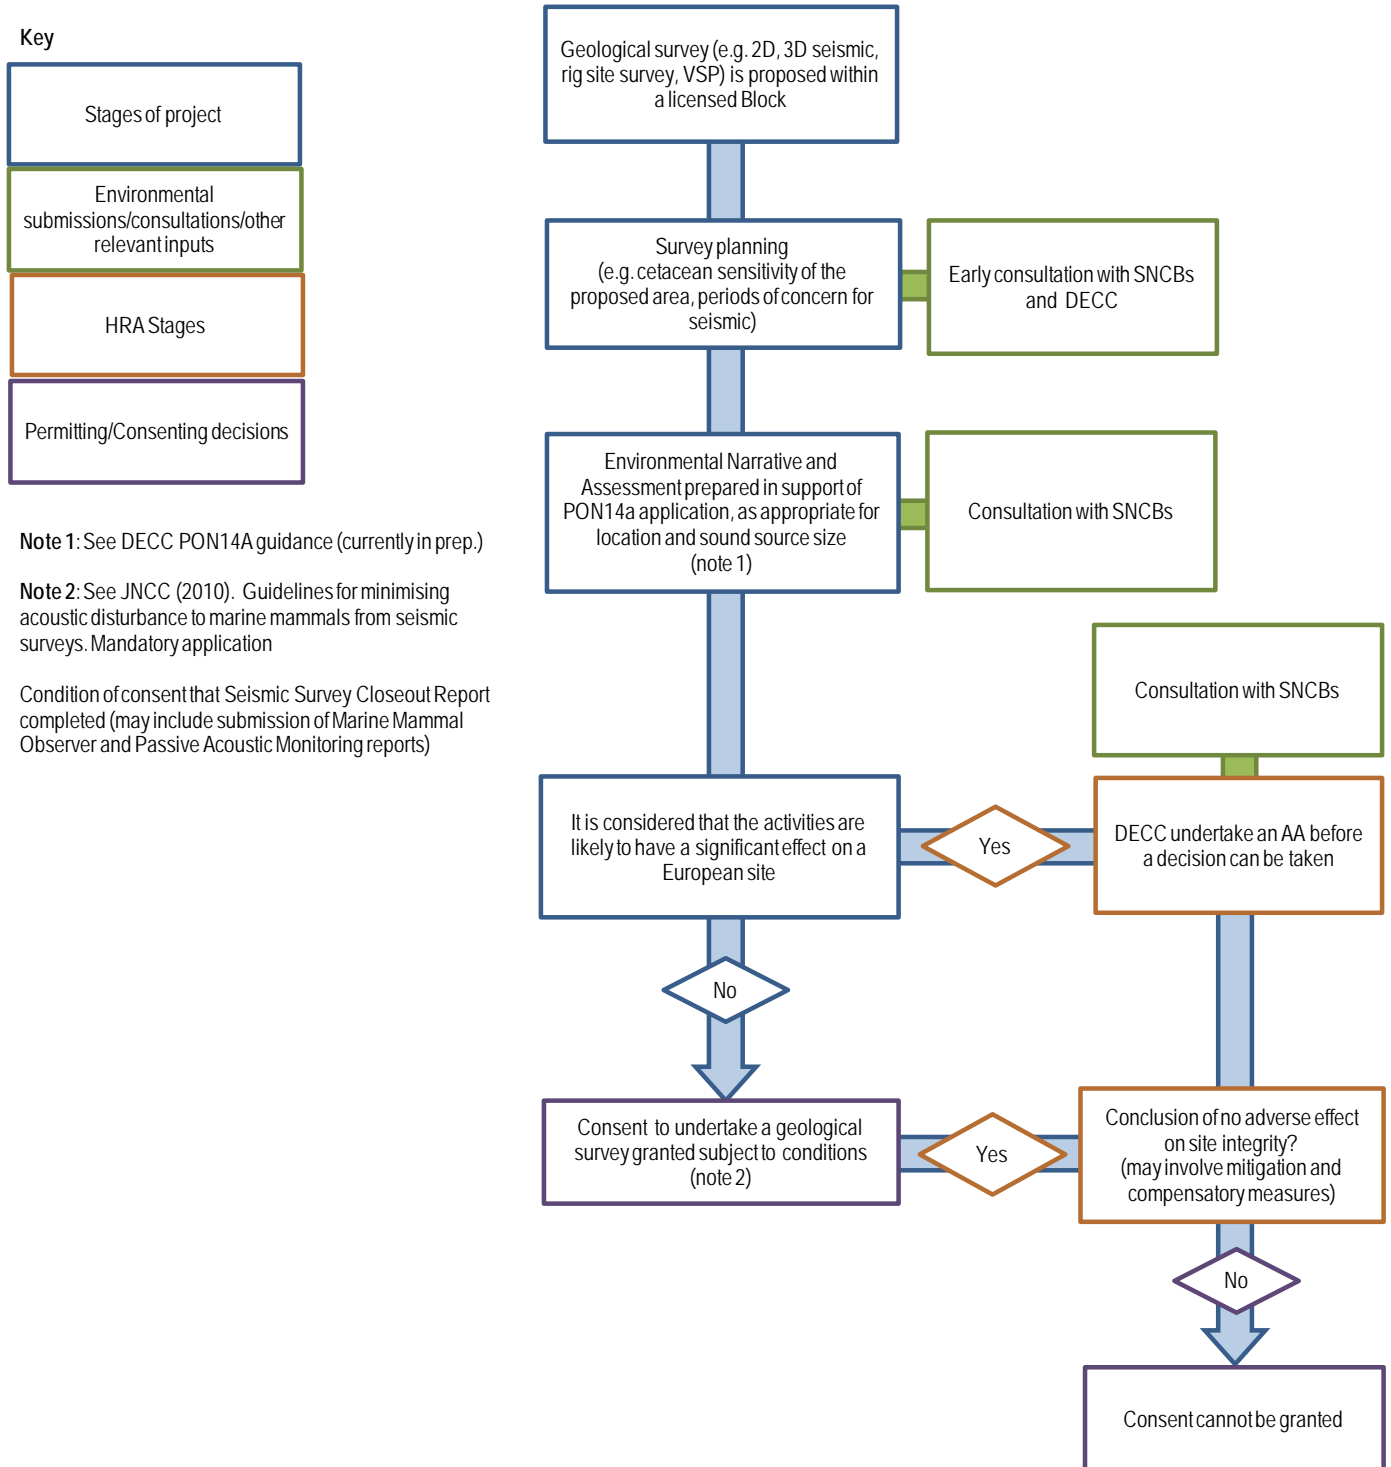 Key
Stages of project
Environmental
submissions/consultations/other
relevant inputs
HRA Stages
Permitting/Consenting decisions
Note 1: See DECC PON14A guidance (currently in prep.)
Note 2: See JNCC (2010). Guidelines for minimising
acoustic disturbance to marine mammals from seismic
surveys. Mandatory application
Condition of consent that Seismic Survey Closeout Report
completed (may include submission of Marine Mammal
Observer and Passive Acoustic Monitoring reports)
Geological survey (e.g. 2D, 3D seismic,
rig site survey, VSP) is proposed within
a licensed Block
Survey planning
(e.g. cetacean sensitivity of the
proposed area, periods of concern for
seismic)
Early consultation with SNCBs
and DECC
Environmental Narrative and
Assessment prepared in support of
PON14a application, as appropriate for
location and sound source size
(note 1)
Consultation with SNCBs
Consultation with SNCBs
It is considered that the activities are
likely to have a significant effect on a
European site
Yes
DECC undertake an AA before
a decision can be taken
No
Consent to undertake a geological
survey granted subject to conditions
(note 2)
Yes
Conclusion of no adverse effect
on site integrity?
(may involve mitigation and
compensatory measures)
No
Consent cannot be granted